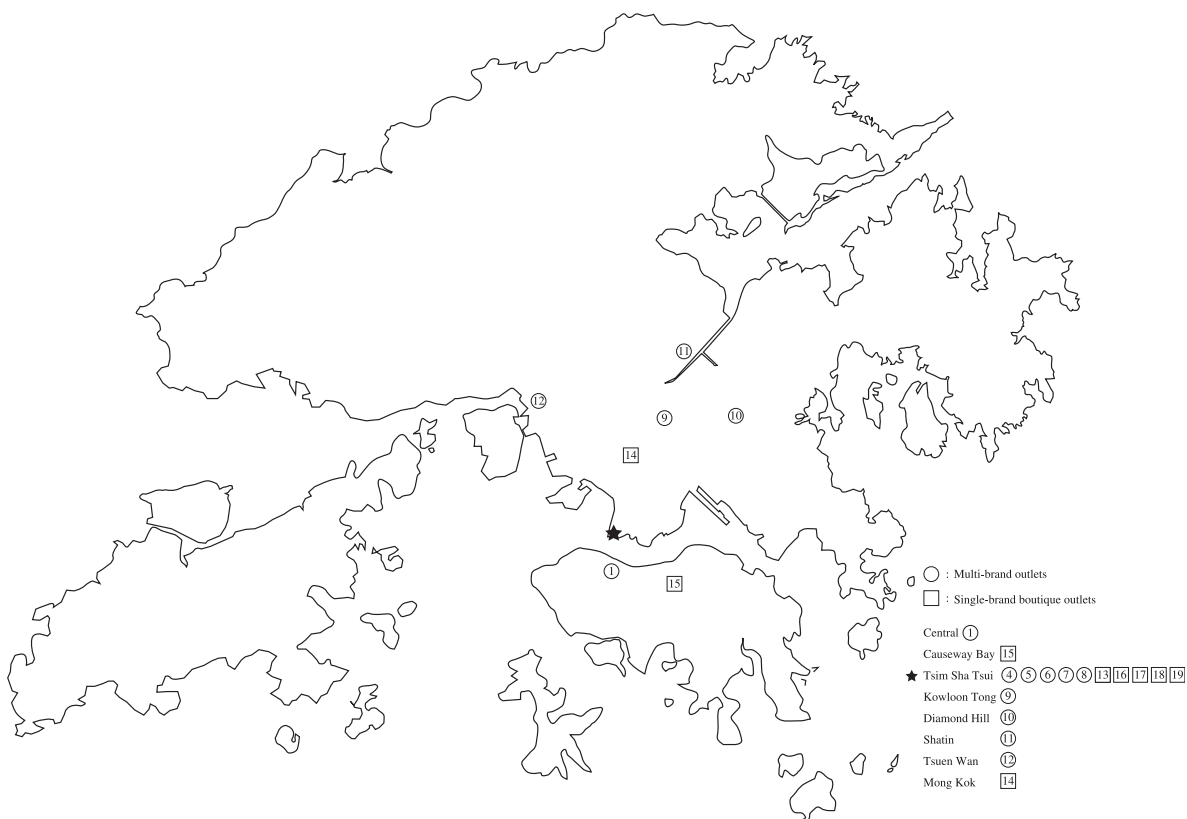 11
12
9
10
14
1
15
: Multi-brand outlets
: Single-brand boutique outlets
Central 1
Causeway Bay 15
★ Tsim Sha Tsui 4 5 6 7 8 13 16 17 18 19
Kowloon Tong 9
Diamond Hill 10
Shatin 11
Tsuen Wan 12
Mong Kok 14